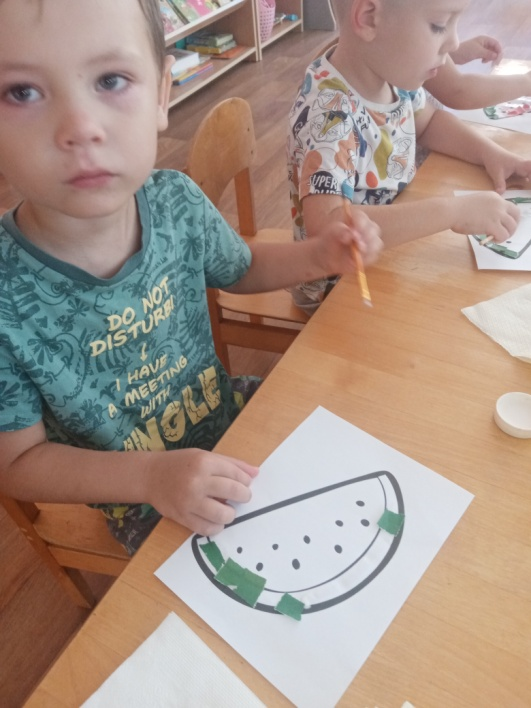 DO NOT
DISTURB!
I HAVE
A MEETING
WITH
SUPER